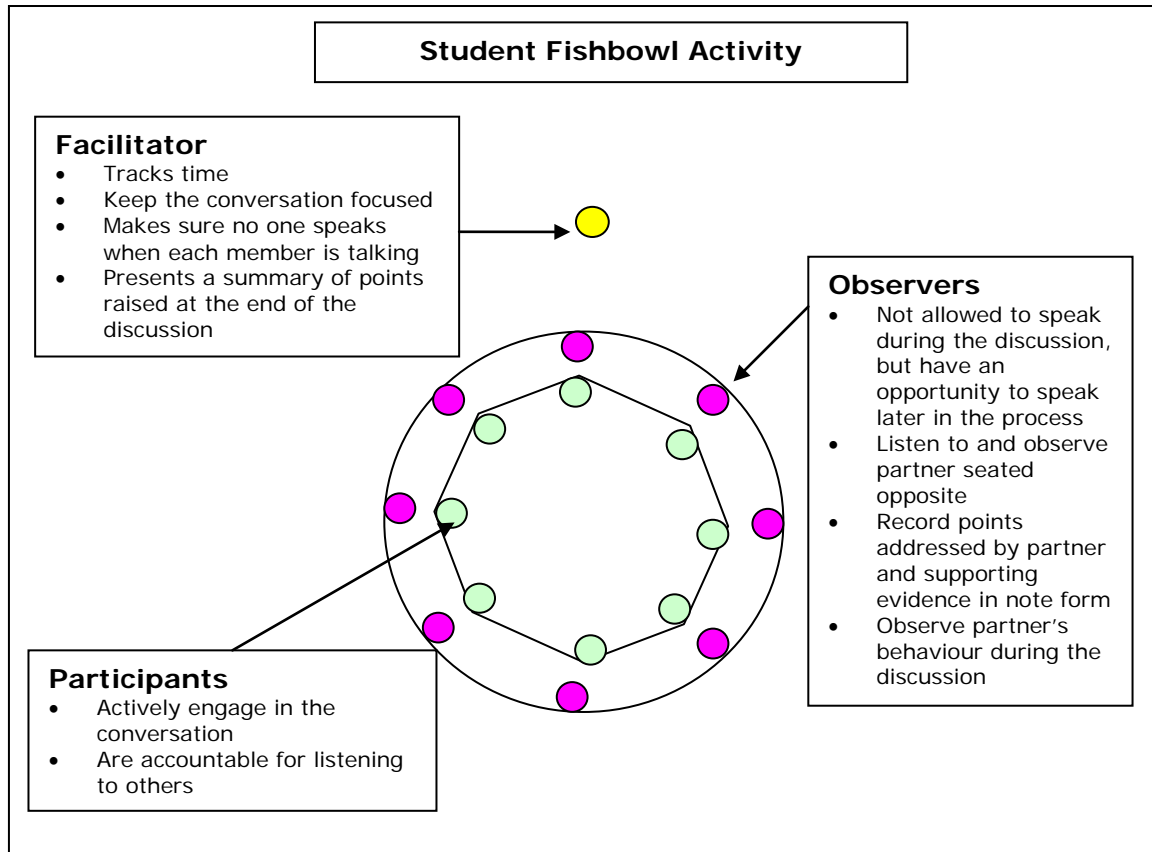 Student Fishbowl Activity
Facilitator
• Tracks time
• Keep the conversation focused
• Makes sure no one speaks
when each member is talking
• Presents a summary of points
raised at the end of the
discussion
Observers
• Not allowed to speak
during the discussion,
but have an
opportunity to speak
later in the process
• Listen to and observe
partner seated
opposite
• Record points
addressed by partner
and supporting
evidence in note form
• Observe partner's
behaviour during the
discussion
Participants
• Actively engage in the
conversation
• Are accountable for listening
to others